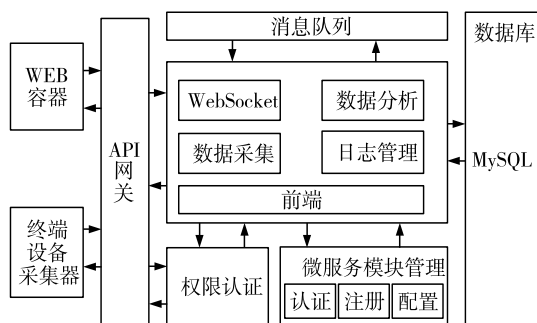 消息队列
数据库
WEB
容器
WebSocket
数据分析
API
网关
数据采集
日志管理
MySQL
前端
终端
设备
采集器
权限认证
微服务模块管理
认证
注册
配置